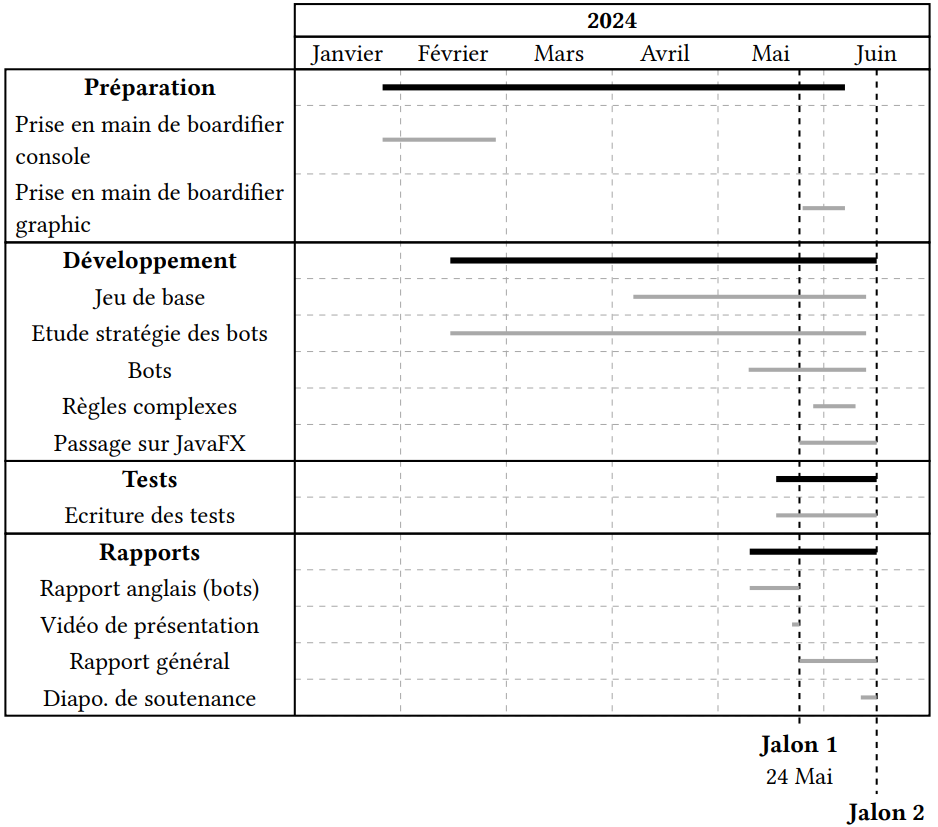 2024
Janvier Février Mars Avril Mai Juin
Préparation
Prise en main de boardifier
console
Prise en main de boardifier
graphic
Développement
Jeu de base
Etude stratégie des bots
Bots
Règles complexes
Passage sur JavaFX
Tests
Ecriture des tests
Rapports
Rapport anglais (bots)
Vidéo de présentation
Rapport général
Diapo. de soutenance
Jalon 1
24 Mai
Jalon 2